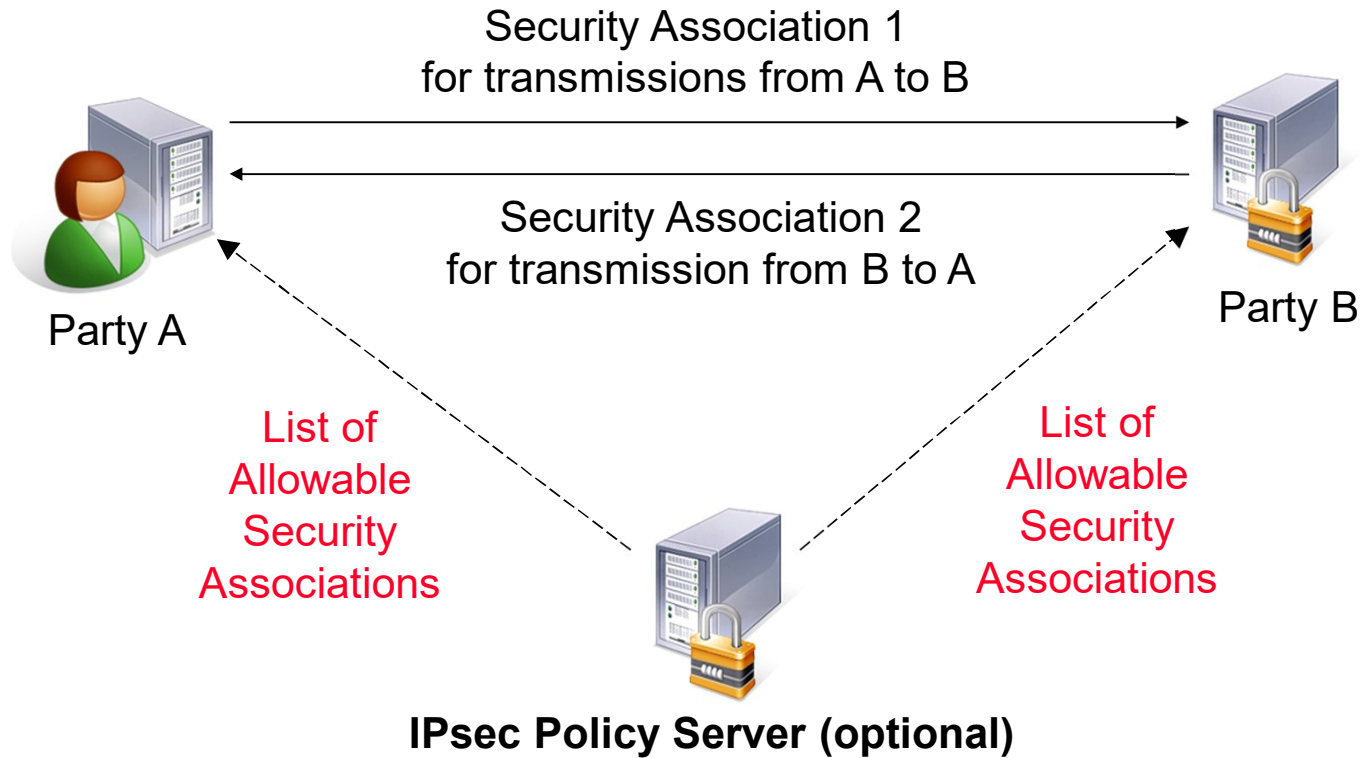 Security Association 1
for transmissions from A to B
Security Association 2
for transmission from B to A
Party A
Party B
List of
Allowable
Security
Associations
List of
Allowable
Security
Associations
IPsec Policy Server (optional)